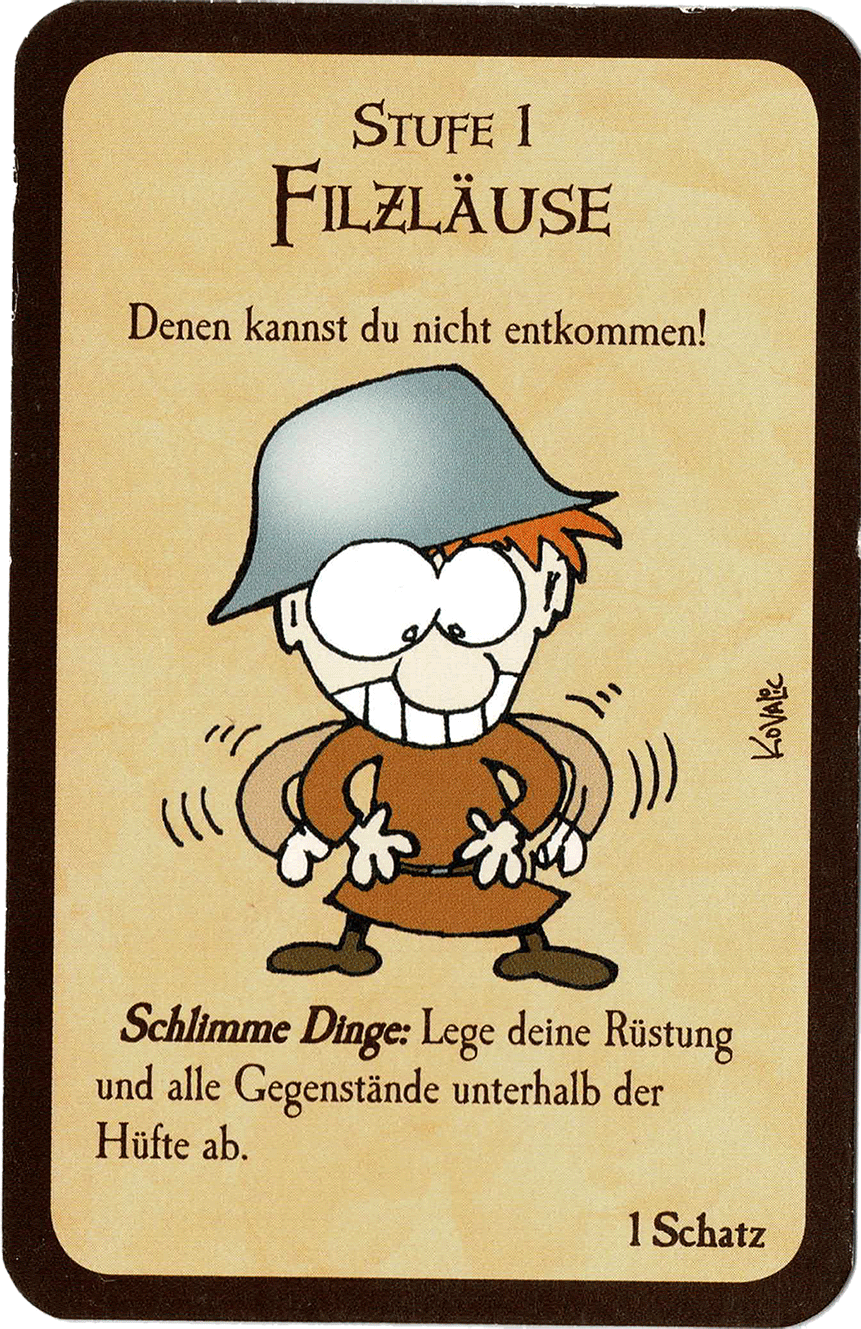 Stufe 1
Filzläuse
Denen kannst du nicht entkommen!
Kovalic
Schlimme Dinge: Lege deine Rüstung
und alle Gegenstände unterhalb der
Hüfte ab.
1 Schatz